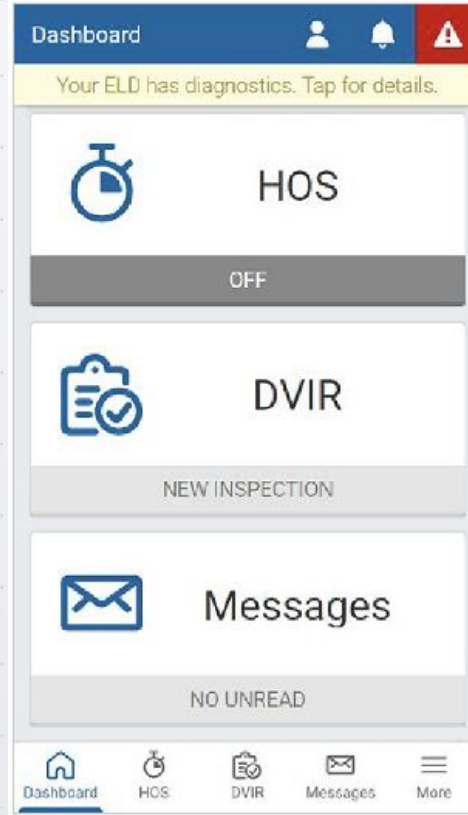 Dashboard
Your ELD has diagnostics. Tap for details.
HOS
OFF
DVIR
NEW INSPECTION
Messages
NO UNREAD
Dashboard HOS DVIR Messages More